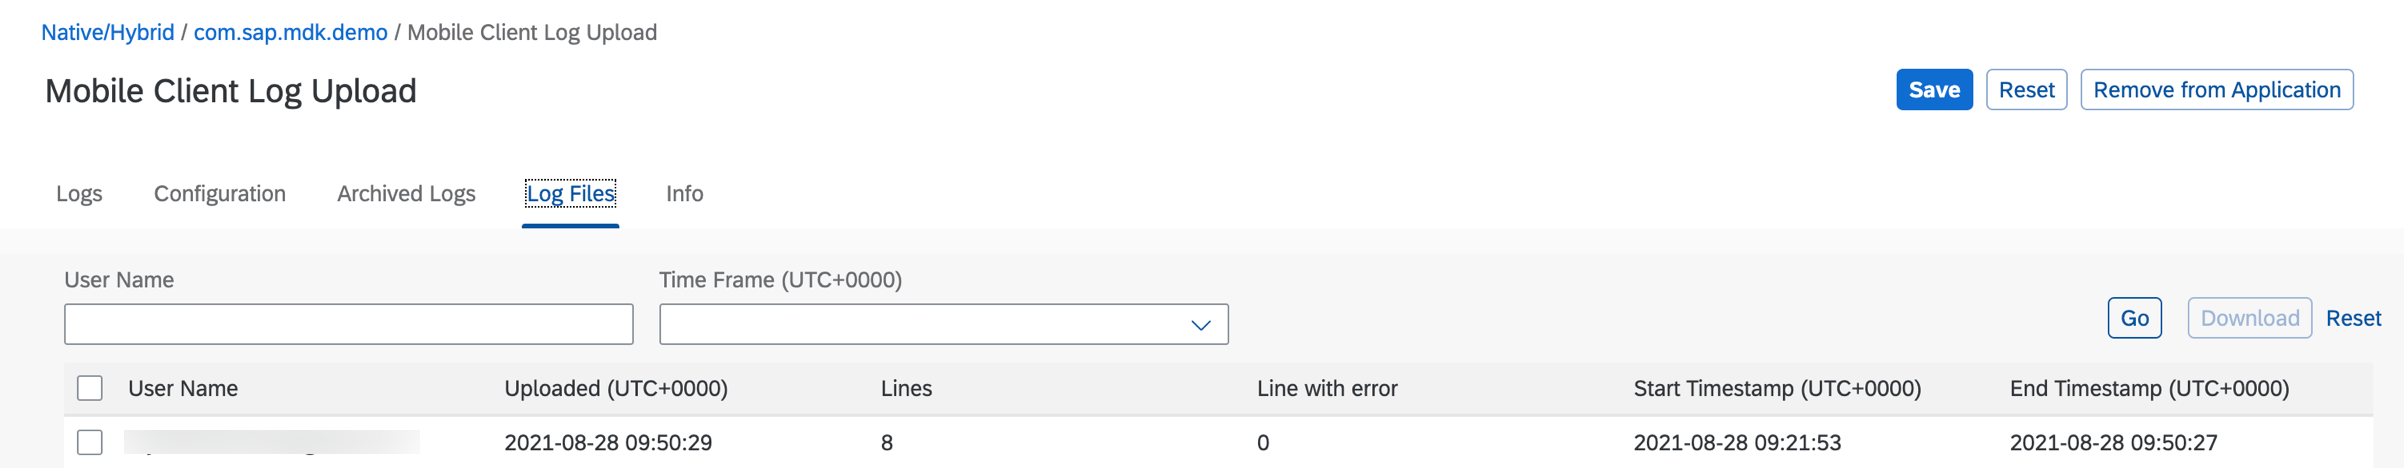 Native/Hybrid / com.sap.mdk.demo / Mobile Client Log Upload
Mobile Client Log Upload
Save Reset Remove from Application
Logs Configuration Archived Logs Log Files Info
User Name Time Frame (UTC+0000)
Go Download Reset
User Name Uploaded (UTC+0000) Lines Line with error Start Timestamp (UTC+0000) End Timestamp (UTC+0000)
2021-08-28 09:50:29 8 0 2021-08-28 09:21:53 2021-08-28 09:50:27